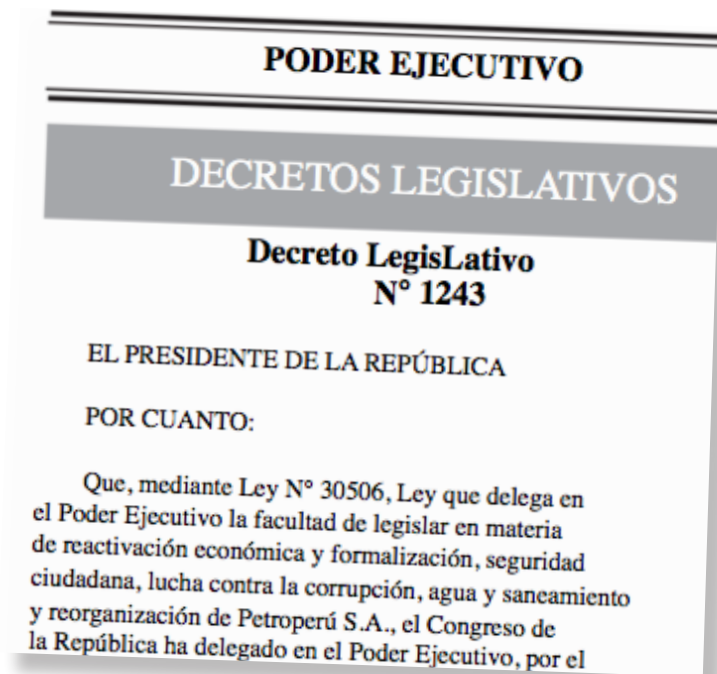 PODER EJECUTIVO
DECRETOS LEGISLATIVOS
Decreto LegisLativo
N° 1243
EL PRESIDENTE DE LA REPÚBLICA
POR CUANTO:
Que, mediante Ley N° 30506, Ley que delega en
el Poder Ejecutivo la facultad de legislar en materia
de reactivación económica y formalización, seguridad
ciudadana, lucha contra la corrupción, agua y saneamiento
y reorganización de Petroperú S.A., el Congreso de
la República ha delegado en el Poder Ejecutivo, por el